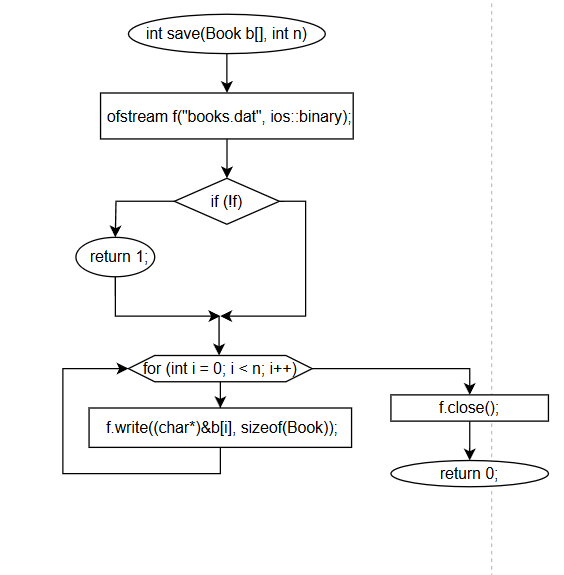 int save(Book b[], int n)
ofstream f("books.dat", ios::binary);
if (!f)
return 1;
for (int i = 0; i < n; i++)
f.write((char*)&b[i], sizeof(Book));
f.close();
return 0;